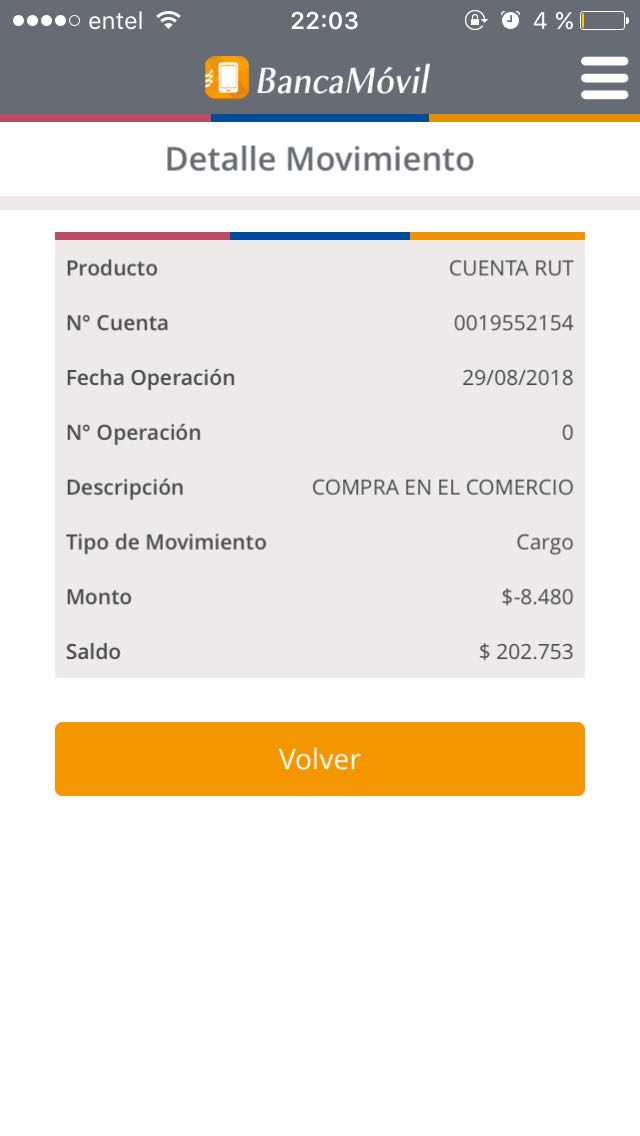 entel 22:03 4 %
BancaMóvil
Detalle Movimiento
Producto CUENTA RUT
N° Cuenta 0019552154
Fecha Operación 29/08/2018
N° Operación 0
Descripción COMPRA EN EL COMERCIO
Tipo de Movimiento Cargo
Monto $-8.480
Saldo $ 202.753
Volver